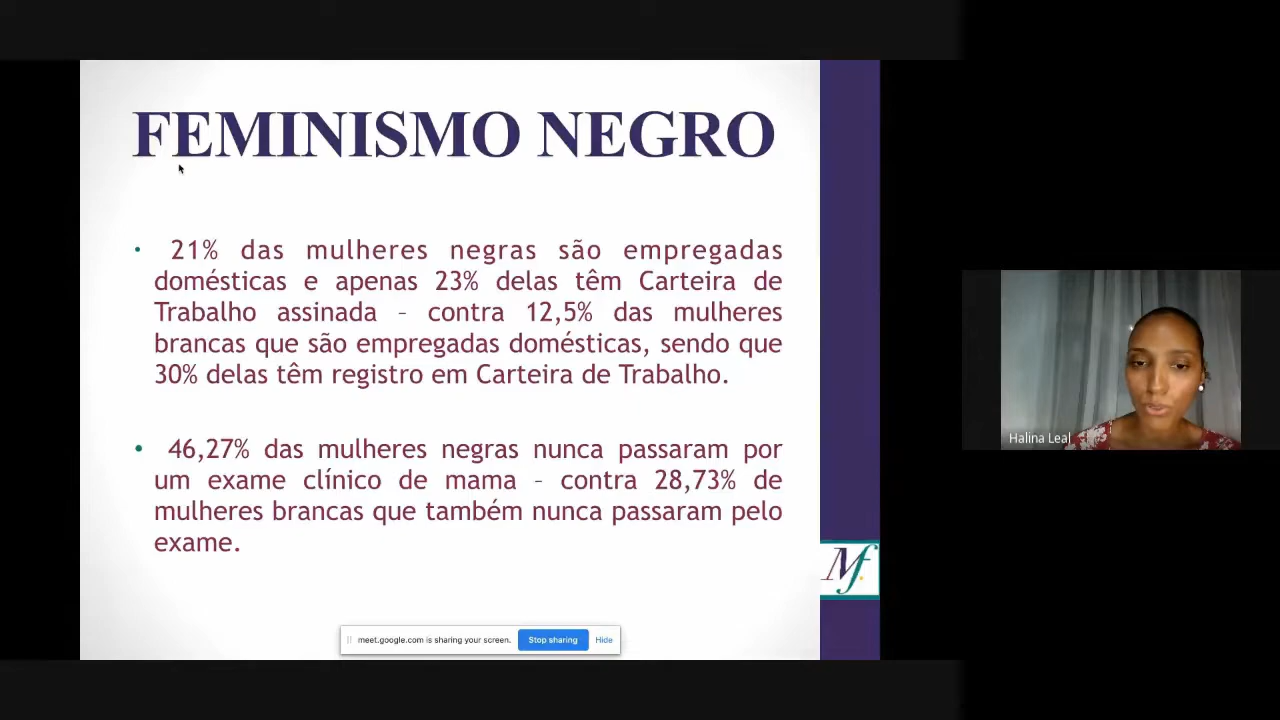 FEMINISMO NEGRO
• 21% das mulheres negras são empregadas
domésticas e apenas 23% delas têm Carteira de
Trabalho assinada – contra 12,5% das mulheres
brancas que são empregadas domésticas, sendo que
30% delas têm registro em Carteira de Trabalho.
• 46,27% das mulheres negras nunca passaram por
um exame clínico de mama – contra 28,73% de
mulheres brancas que também nunca passaram pelo
exame.
Mf.
meet.google.com is sharing your screen. Stop sharing Hide
Halina Leal